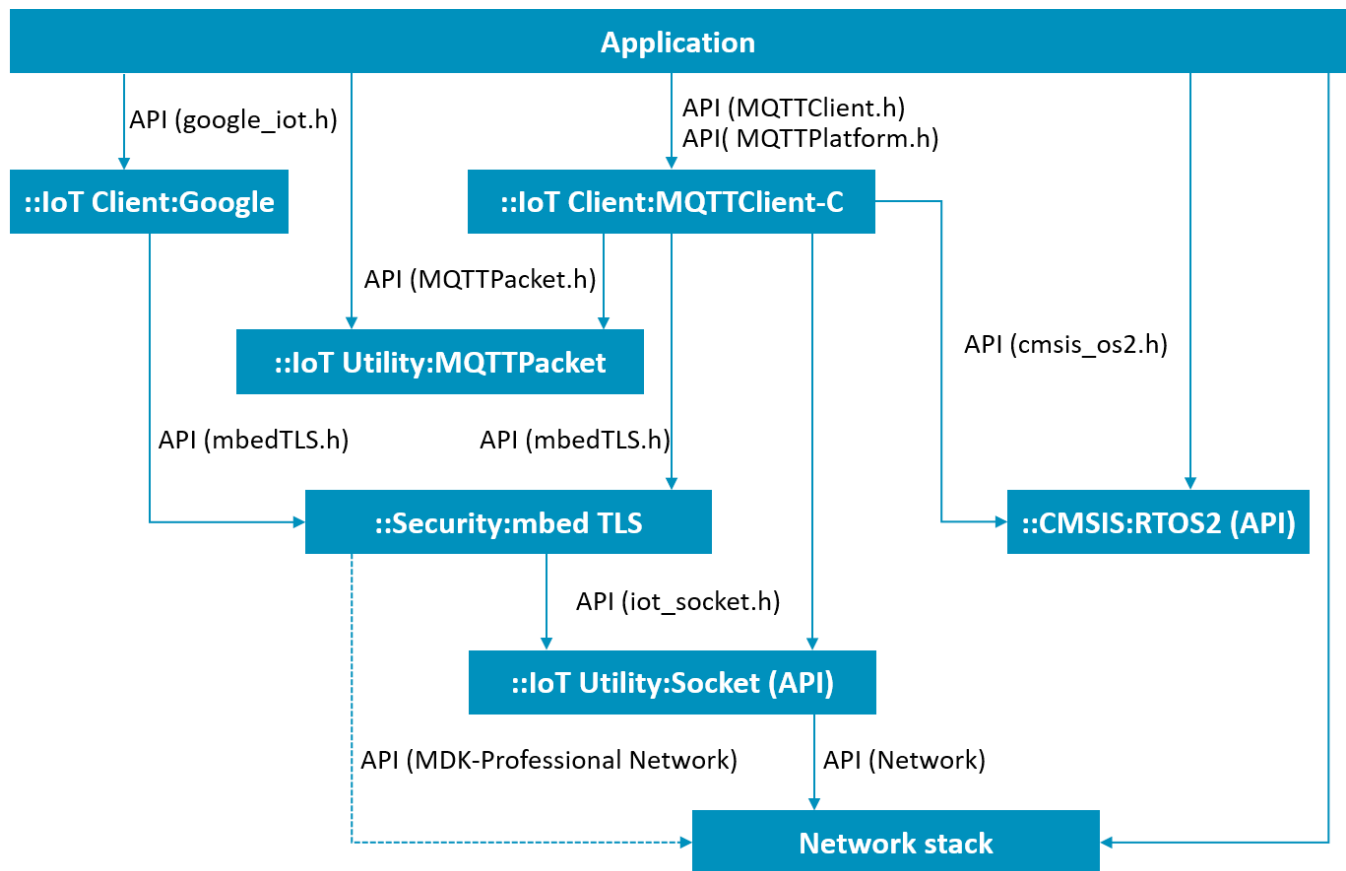 Application
API (google_iot.h)
API (MQTTClient.h)
API( MQTTPlatform.h)
::IoT Client:Google
::IoT Client:MQTTClient-C
API (MQTTPacket.h)
API (cmsis_os2.h)
::IoT Utility:MQTTPacket
API (mbedTLS.h)
API (mbedTLS.h)
::Security:mbed TLS
::CMSIS:RTOS2 (API)
API (iot_socket.h)
::IoT Utility:Socket (API)
API (MDK-Professional Network)
API (Network)
Network stack